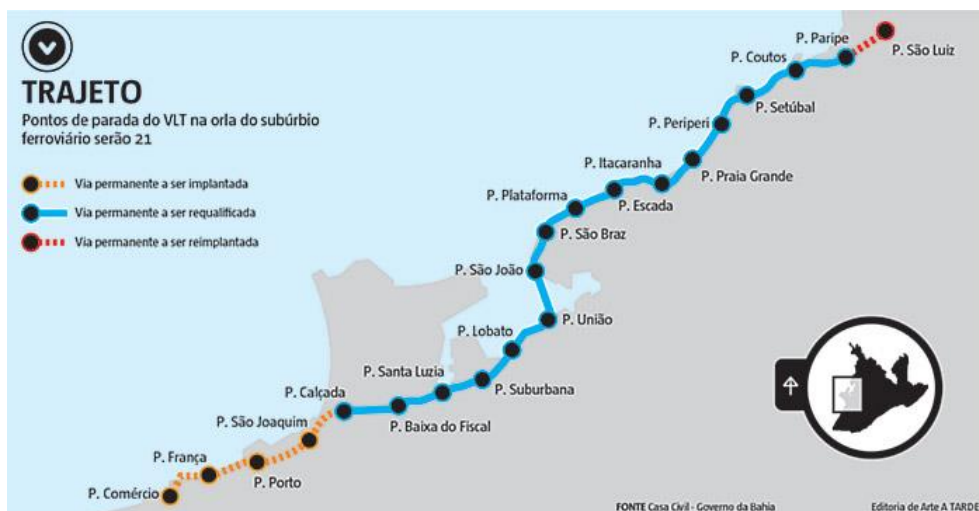 TRAJETO
Pontos de parada do VLT na orla do subúrbio
ferroviário serão 21
Via permanente a ser implantada
Via permanente a ser requalificada
Via permanente a ser reimplantada
P. São Luiz
P. Paripe
P. Coutos
P. Setúbal
P. Periperi
P. Praia Grande
P. Itacaranha
P. Escada
P. Plataforma
P. São Braz
P. São João
P. União
P. Lobato
P. Suburbana
P. Santa Luzia
P. Baixa do Fiscal
P. Calçada
P. São Joaquim
P. Porto
P. França
P. Comércio
FONTE Casa Civil - Governo da Bahia
Editoria de Arte A TARDE